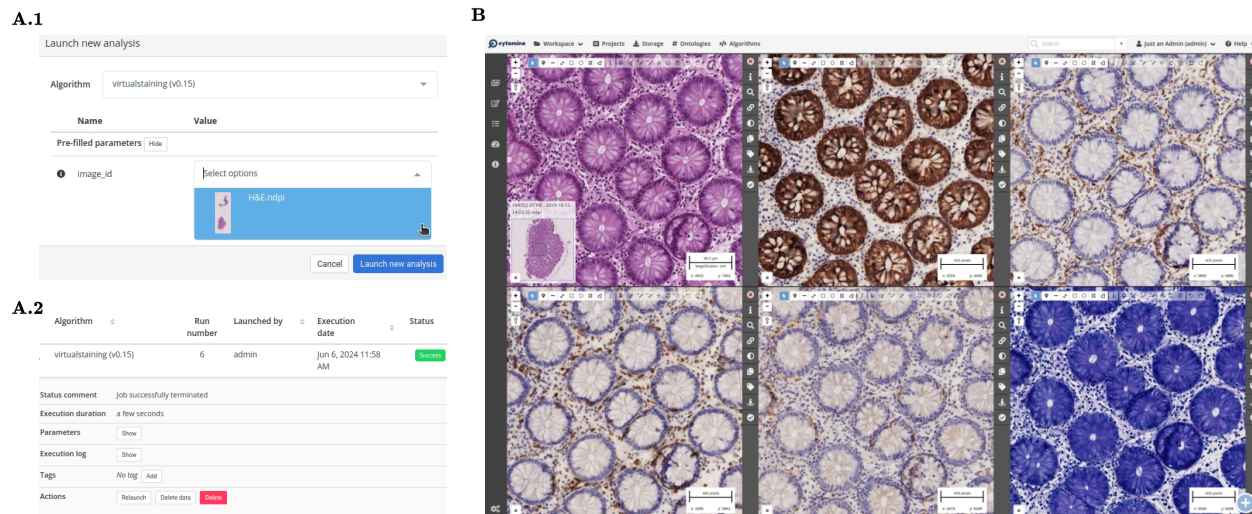 A.1
Launch new analysis
Algorithm virtualstaining (v0.15)
Name Value
Pre-filled parameters Hide
image_id Select options
H&E.ndpi
Cancel Launch new analysis
A.2
Algorithm Run number Launched by Execution date Status
virtualstaining (v0.15) 6 admin Jun 6, 2024 11:58 AM Success
Status comment Job successfully terminated
Execution duration a few seconds
Parameters Show
Execution log Show
Tags No tag Add
Actions Relaunch Delete data Delete
B
cytomine Workspace Projects Storage Ontologies Algorithms Search Just an Admin (admin) Help